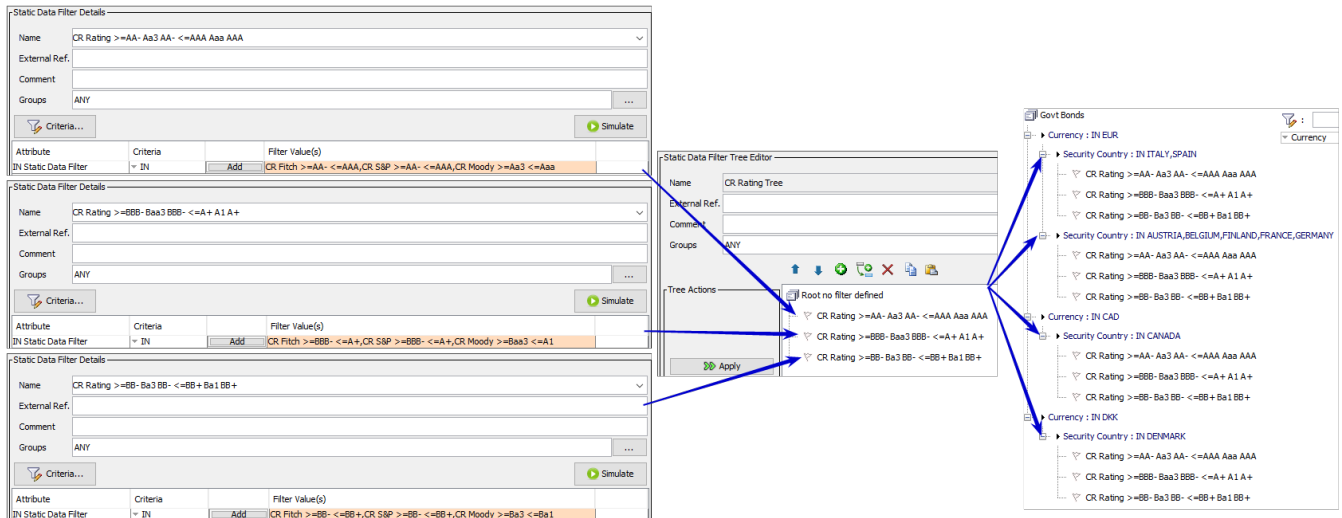 Static Data Filter Details
Name CR Rating >=AA- Aa3 AA- <=AAA Aaa AAA
External Ref.
Comment
Groups ANY ...
Criteria... Simulate
Attribute Criteria Filter Value(s)
IN Static Data Filter IN Add CR Fitch >=AA- <=AAA,CR S&P >=AA- <=AAA,CR Moody >=Aa3 <=Aaa
Static Data Filter Details
Name CR Rating >=BBB- Baa3 BBB- <=A+ A1 A+
External Ref.
Comment
Groups ANY ...
Criteria... Simulate
Attribute Criteria Filter Value(s)
IN Static Data Filter IN Add CR Fitch >=BBB- <=A+,CR S&P >=BBB- <=A+,CR Moody >=Baa3 <=A1
Static Data Filter Details
Name CR Rating >=BB- Ba3 BB- <=BB+ Ba1 BB+
External Ref.
Comment
Groups ANY ...
Criteria... Simulate
Attribute Criteria Filter Value(s)
IN Static Data Filter IN Add CR Fitch >=BB- <=BB+,CR S&P >=BB- <=BB+,CR Moody >=Ba3 <=Ba1
Static Data Filter Tree Editor
Name CR Rating Tree
External Ref.
Comment
Groups ANY
Tree Actions
Apply
Root no filter defined
CR Rating >=AA- Aa3 AA- <=AAA Aaa AAA
CR Rating >=BBB- Baa3 BBB- <=A+ A1 A+
CR Rating >=BB- Ba3 BB- <=BB+ Ba1 BB+
Govt Bonds :
Currency
Currency : IN EUR
Security Country : IN ITALY,SPAIN
CR Rating >=AA- Aa3 AA- <=AAA Aaa AAA
CR Rating >=BBB- Baa3 BBB- <=A+ A1 A+
CR Rating >=BB- Ba3 BB- <=BB+ Ba1 BB+
Security Country : IN AUSTRIA,BELGIUM,FINLAND,FRANCE,GERMANY
CR Rating >=AA- Aa3 AA- <=AAA Aaa AAA
CR Rating >=BBB- Baa3 BBB- <=A+ A1 A+
CR Rating >=BB- Ba3 BB- <=BB+ Ba1 BB+
Currency : IN CAD
Security Country : IN CANADA
CR Rating >=AA- Aa3 AA- <=AAA Aaa AAA
CR Rating >=BBB- Baa3 BBB- <=A+ A1 A+
CR Rating >=BB- Ba3 BB- <=BB+ Ba1 BB+
Currency : IN DKK
Security Country : IN DENMARK
CR Rating >=AA- Aa3 AA- <=AAA Aaa AAA
CR Rating >=BBB- Baa3 BBB- <=A+ A1 A+
CR Rating >=BB- Ba3 BB- <=BB+ Ba1 BB+